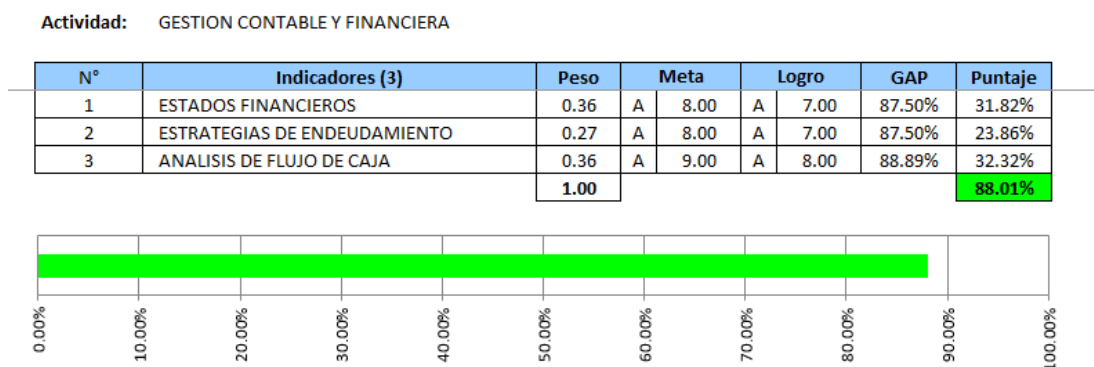 Actividad: GESTION CONTABLE Y FINANCIERA
N° Indicadores (3) Peso Meta Logro GAP Puntaje
1 ESTADOS FINANCIEROS 0.36 A 8.00 A 7.00 87.50% 31.82%
2 ESTRATEGIAS DE ENDEUDAMIENTO 0.27 A 8.00 A 7.00 87.50% 23.86%
3 ANALISIS DE FLUJO DE CAJA 0.36 A 9.00 A 8.00 88.89% 32.32%
1.00 88.01%
0.00% 10.00% 20.00% 30.00% 40.00% 50.00% 60.00% 70.00% 80.00% 90.00% 100.00%